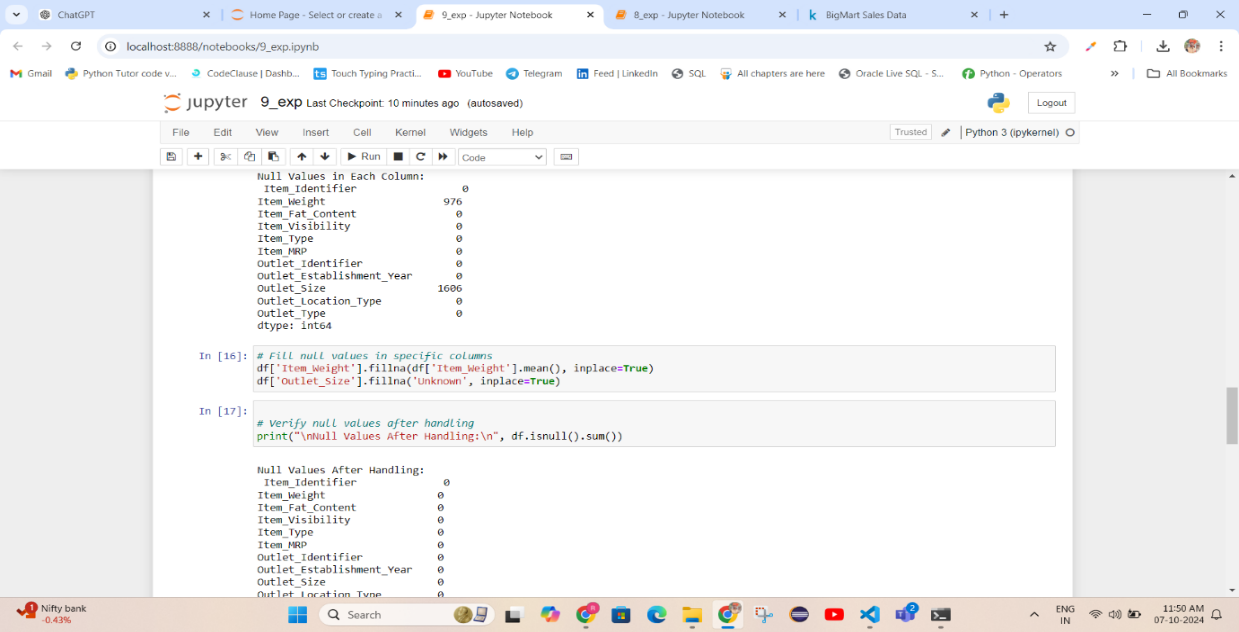 ChatGPT
Home Page - Select or create a
9_exp - Jupyter Notebook
8_exp - Jupyter Notebook
k BigMart Sales Data
localhost:8888/notebooks/9_exp.ipynb
Gmail
Python Tutor code v...
CodeClause | Dashb...
ts Touch Typing Practi...
YouTube
Telegram
in Feed | LinkedIn
SQL
All chapters are here
Oracle Live SQL - S...
Python - Operators
»
All Bookmarks
jupyter 9_exp Last Checkpoint: 10 minutes ago (autosaved)
Logout
File Edit View Insert Cell Kernel Widgets Help
Trusted
Python 3 (ipykernel)
Run
Code
Null Values in Each Column:
Item_Identifier 0
Item_Weight 976
Item_Fat_Content 0
Item_Visibility 0
Item_Type 0
Item_MRP 0
Outlet_Identifier 0
Outlet_Establishment_Year 0
Outlet_Size 1606
Outlet_Location_Type 0
Outlet_Type 0
dtype: int64
In [16]: # Fill null values in specific columns
df['Item_Weight'].fillna(df['Item_Weight'].mean(), inplace=True)
df['Outlet_Size'].fillna('Unknown', inplace=True)
In [17]:
# Verify null values after handling
print("\nNull Values After Handling:\n", df.isnull().sum())
Null Values After Handling:
Item_Identifier 0
Item_Weight 0
Item_Fat_Content 0
Item_Visibility 0
Item_Type 0
Item_MRP 0
Outlet_Identifier 0
Outlet_Establishment_Year 0
Outlet_Size 0
Outlet_Location_Type 0
1
Nifty bank
-0.43%
Search
R
2
ENG
IN
11:50 AM
07-10-2024